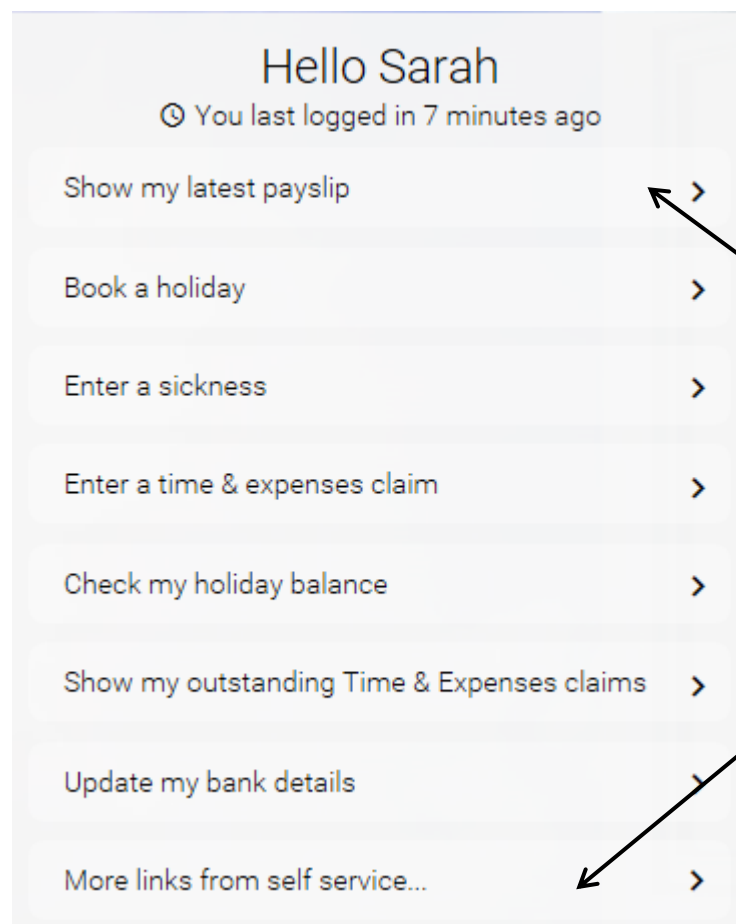 Hello Sarah
You last logged in 7 minutes ago
Show my latest payslip
Book a holiday
Enter a sickness
Enter a time & expenses claim
Check my holiday balance
Show my outstanding Time & Expenses claims
Update my bank details
More links from self service...